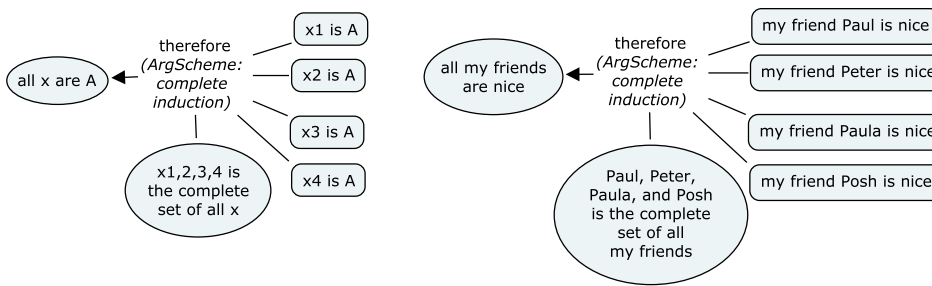 all x are A
therefore
(ArgScheme:
complete
induction)
x1 is A
x2 is A
x3 is A
x4 is A
x1,2,3,4 is
the complete
set of all x
all my friends
are nice
therefore
(ArgScheme:
complete
induction)
my friend Paul is nice
my friend Peter is nice
my friend Paula is nice
my friend Posh is nice
Paul, Peter,
Paula, and Posh
is the complete
set of all
my friends